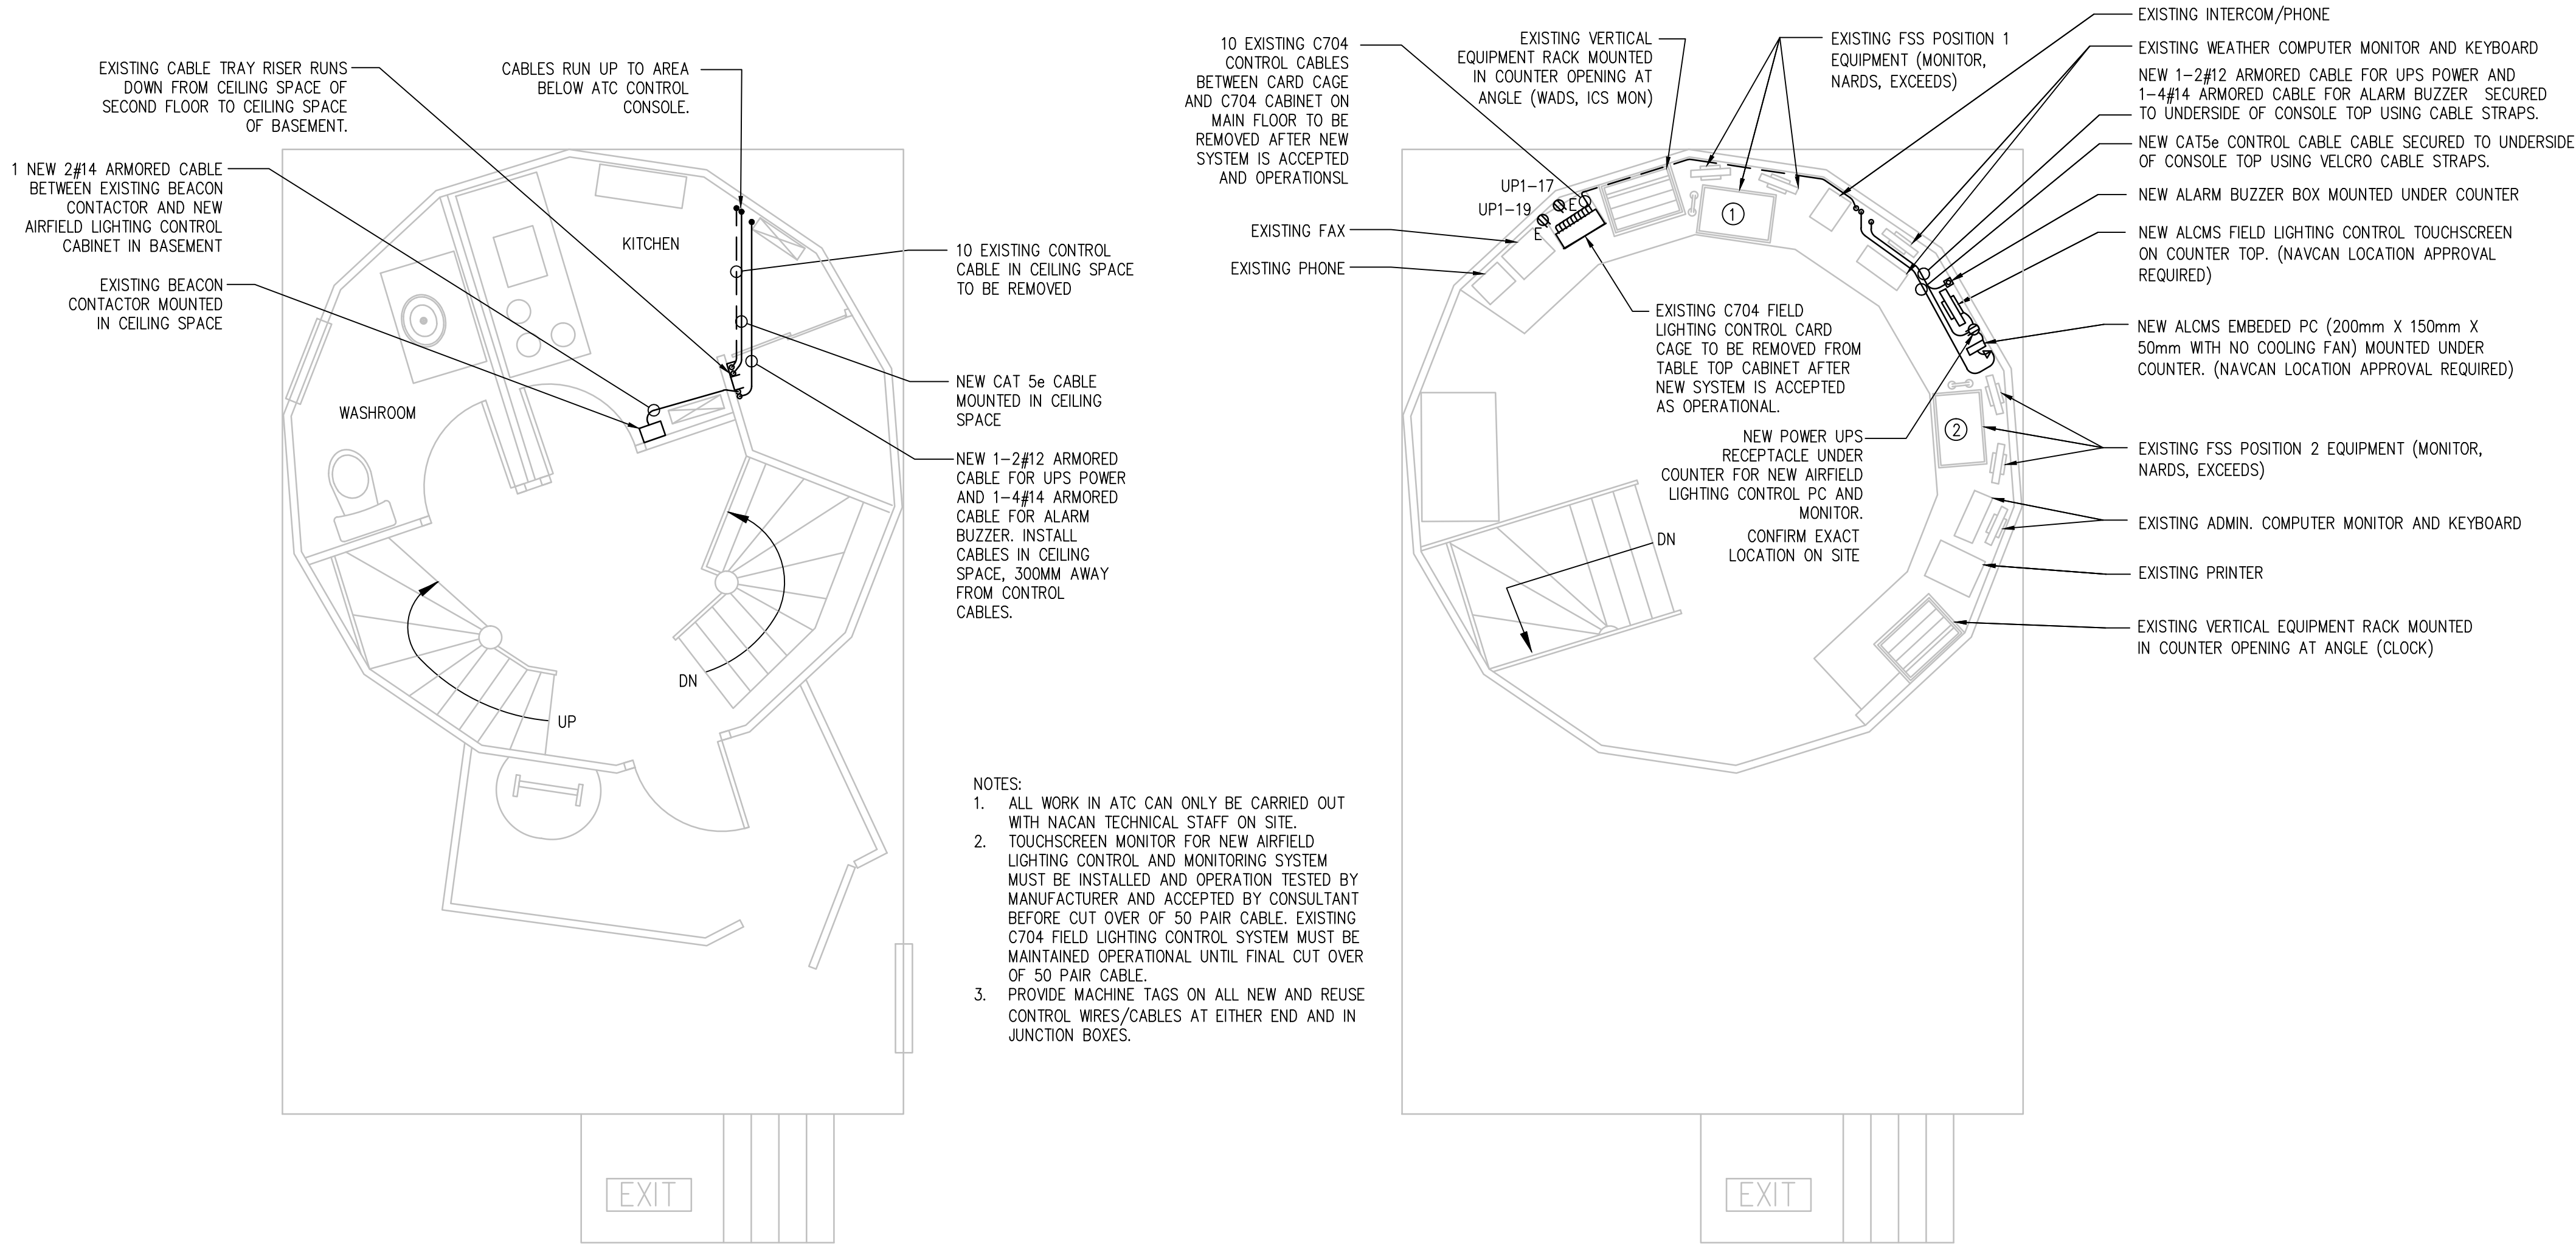 EXISTING CABLE TRAY RISER RUNS
DOWN FROM CEILING SPACE OF
SECOND FLOOR TO CEILING SPACE
OF BASEMENT.
CABLES RUN UP TO AREA
BELOW ATC CONTROL
CONSOLE.
1 NEW 2#14 ARMORED CABLE
BETWEEN EXISTING BEACON
CONTACTOR AND NEW
AIRFIELD LIGHTING CONTROL
CABINET IN BASEMENT
EXISTING BEACON
CONTACTOR MOUNTED
IN CEILING SPACE
KITCHEN
WASHROOM
10 EXISTING CONTROL
CABLE IN CEILING SPACE
TO BE REMOVED
NEW CAT 5e CABLE
MOUNTED IN CEILING
SPACE
NEW 1-2#12 ARMORED
CABLE FOR UPS POWER
AND 1-4#14 ARMORED
CABLE FOR ALARM
BUZZER. INSTALL
CABLES IN CEILING
SPACE, 300MM AWAY
FROM CONTROL
CABLES.
DN
UP
EXIT
NOTES:
1. ALL WORK IN ATC CAN ONLY BE CARRIED OUT
WITH NACAN TECHNICAL STAFF ON SITE.
2. TOUCHSCREEN MONITOR FOR NEW AIRFIELD
LIGHTING CONTROL AND MONITORING SYSTEM
MUST BE INSTALLED AND OPERATION TESTED BY
MANUFACTURER AND ACCEPTED BY CONSULTANT
BEFORE CUT OVER OF 50 PAIR CABLE. EXISTING
C704 FIELD LIGHTING CONTROL SYSTEM MUST BE
MAINTAINED OPERATIONAL UNTIL FINAL CUT OVER
OF 50 PAIR CABLE.
3. PROVIDE MACHINE TAGS ON ALL NEW AND REUSE
CONTROL WIRES/CABLES AT EITHER END AND IN
JUNCTION BOXES.
10 EXISTING C704
CONTROL CABLES
BETWEEN CARD CAGE
AND C704 CABINET ON
MAIN FLOOR TO BE
REMOVED AFTER NEW
SYSTEM IS ACCEPTED
AND OPERATIONSL
EXISTING VERTICAL
EQUIPMENT RACK MOUNTED
IN COUNTER OPENING AT
ANGLE (WADS, ICS MON)
EXISTING FSS POSITION 1
EQUIPMENT (MONITOR,
NARDS, EXCEEDS)
UP1-17
UP1-19
E
E
1
EXISTING FAX
EXISTING PHONE
EXISTING C704 FIELD
LIGHTING CONTROL CARD
CAGE TO BE REMOVED FROM
TABLE TOP CABINET AFTER
NEW SYSTEM IS ACCEPTED
AS OPERATIONAL.
NEW POWER UPS
RECEPTACLE UNDER
COUNTER FOR NEW AIRFIELD
LIGHTING CONTROL PC AND
MONITOR.
CONFIRM EXACT
LOCATION ON SITE
2
DN
EXIT
EXISTING INTERCOM/PHONE
EXISTING WEATHER COMPUTER MONITOR AND KEYBOARD
NEW 1-2#12 ARMORED CABLE FOR UPS POWER AND
1-4#14 ARMORED CABLE FOR ALARM BUZZER SECURED
TO UNDERSIDE OF CONSOLE TOP USING CABLE STRAPS.
NEW CAT5e CONTROL CABLE CABLE SECURED TO UNDERSIDE
OF CONSOLE TOP USING VELCRO CABLE STRAPS.
NEW ALARM BUZZER BOX MOUNTED UNDER COUNTER
NEW ALCMS FIELD LIGHTING CONTROL TOUCHSCREEN
ON COUNTER TOP. (NAVCAN LOCATION APPROVAL
REQUIRED)
NEW ALCMS EMBEDED PC (200mm X 150mm X
50mm WITH NO COOLING FAN) MOUNTED UNDER
COUNTER. (NAVCAN LOCATION APPROVAL REQUIRED)
EXISTING FSS POSITION 2 EQUIPMENT (MONITOR,
NARDS, EXCEEDS)
EXISTING ADMIN. COMPUTER MONITOR AND KEYBOARD
EXISTING PRINTER
EXISTING VERTICAL EQUIPMENT RACK MOUNTED
IN COUNTER OPENING AT ANGLE (CLOCK)